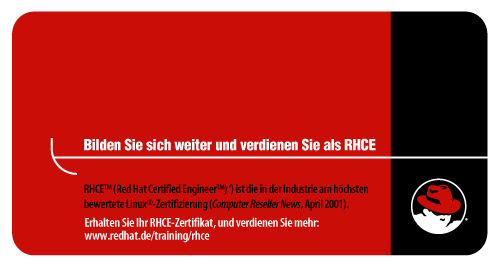 Bilden Sie sich weiter und verdienen Sie als RHCE
RHCE™ (Red Hat Certified Engineer™) ') ist die in der Industrie am höchsten
bewertete Linux®-Zertifizierung (Computer Reseller News, April 2001).
Erhalten Sie Ihr RHCE-Zertifikat, und verdienen Sie mehr:
www.redhat.de/training/rhce